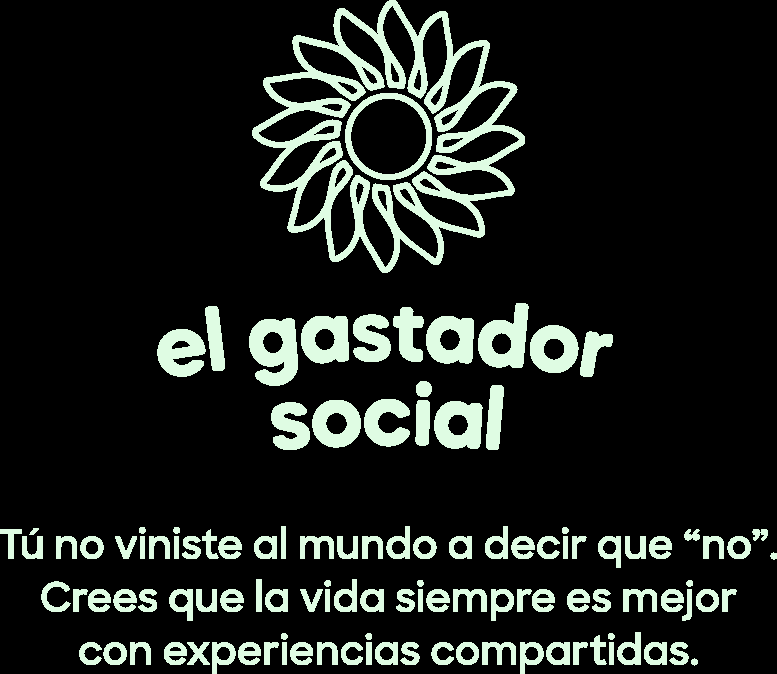 el gastador
social
Tú no viniste al mundo a decir que “no”.
Crees que la vida siempre es mejor
con experiencias compartidas.